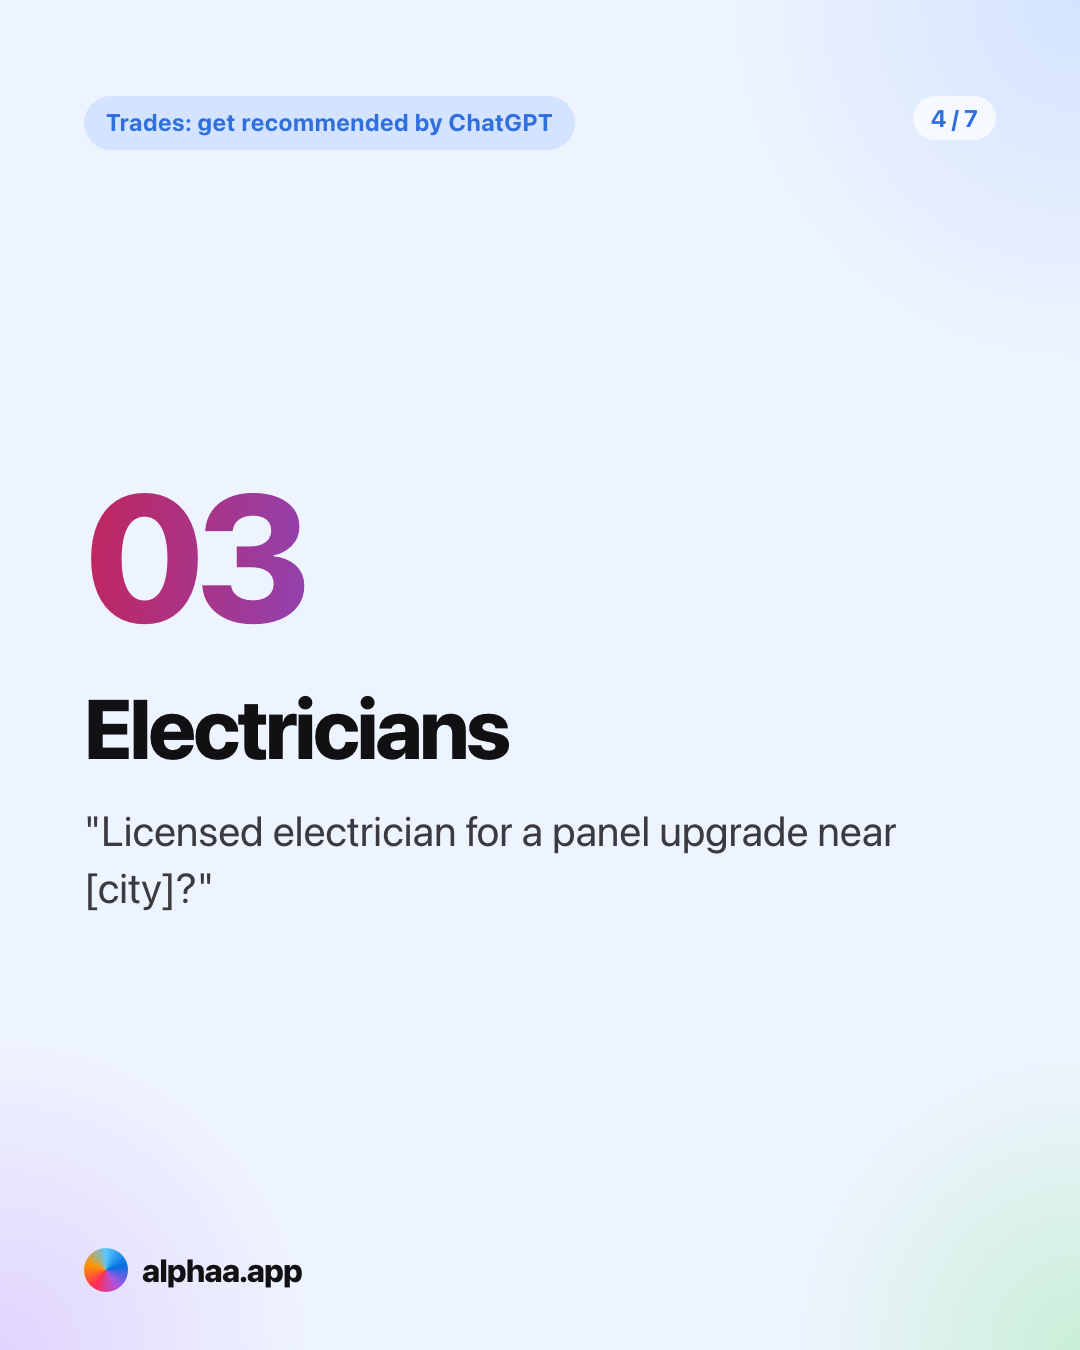 Trades: get recommended by ChatGPT
4 / 7
03
Electricians
"Licensed electrician for a panel upgrade near
[city]?"
alphaa.app